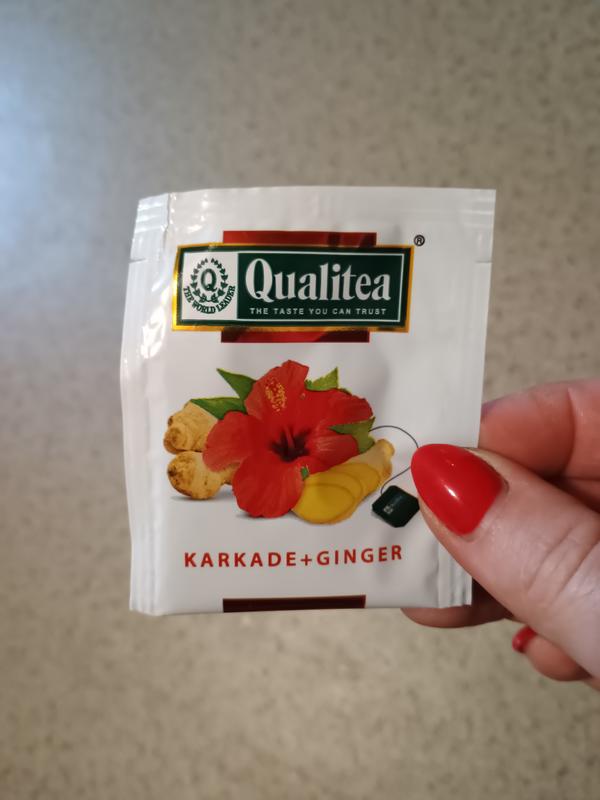 ®
Q
THE WORLD LEADER
Qualitea
THE TASTE YOU CAN TRUST
KARKADE+GINGER